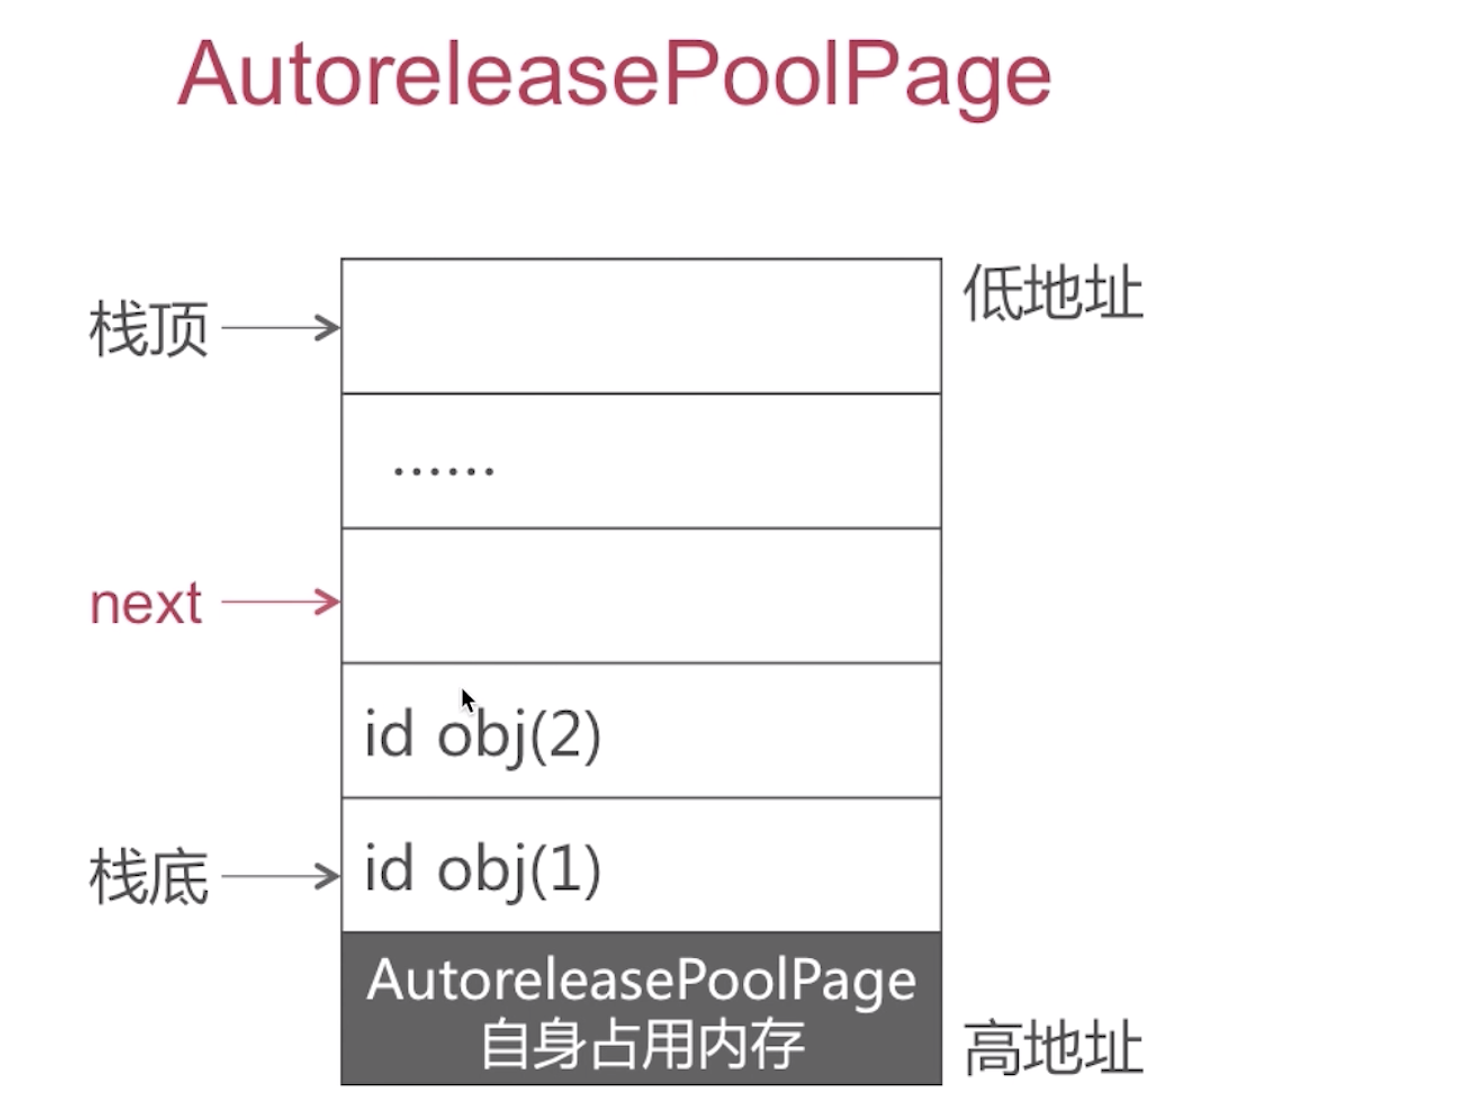 AutoreleasePoolPage
栈顶
低地址
......
next
id obj(2)
栈底
id obj(1)
AutoreleasePoolPage
自身占用内存
高地址